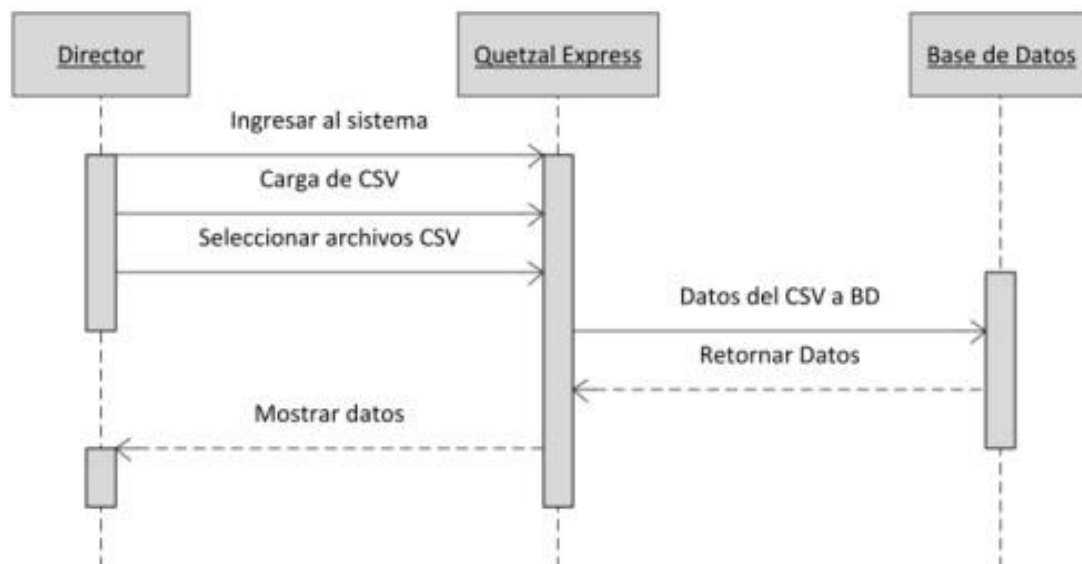 Director
Quetzal Express
Base de Datos
Ingresar al sistema
Carga de CSV
Seleccionar archivos CSV
Datos del CSV a BD
Retornar Datos
Mostrar datos